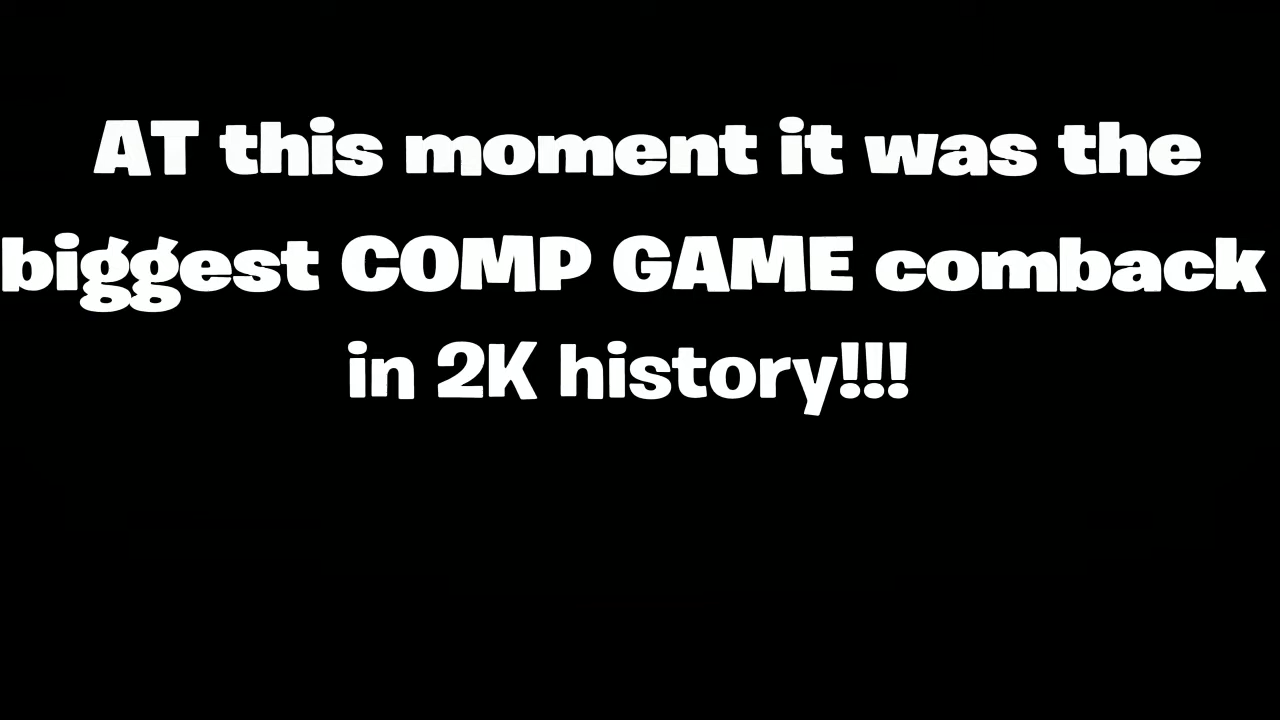 AT this moment it was the
biggest COMP GAME comback
in 2K history!!!